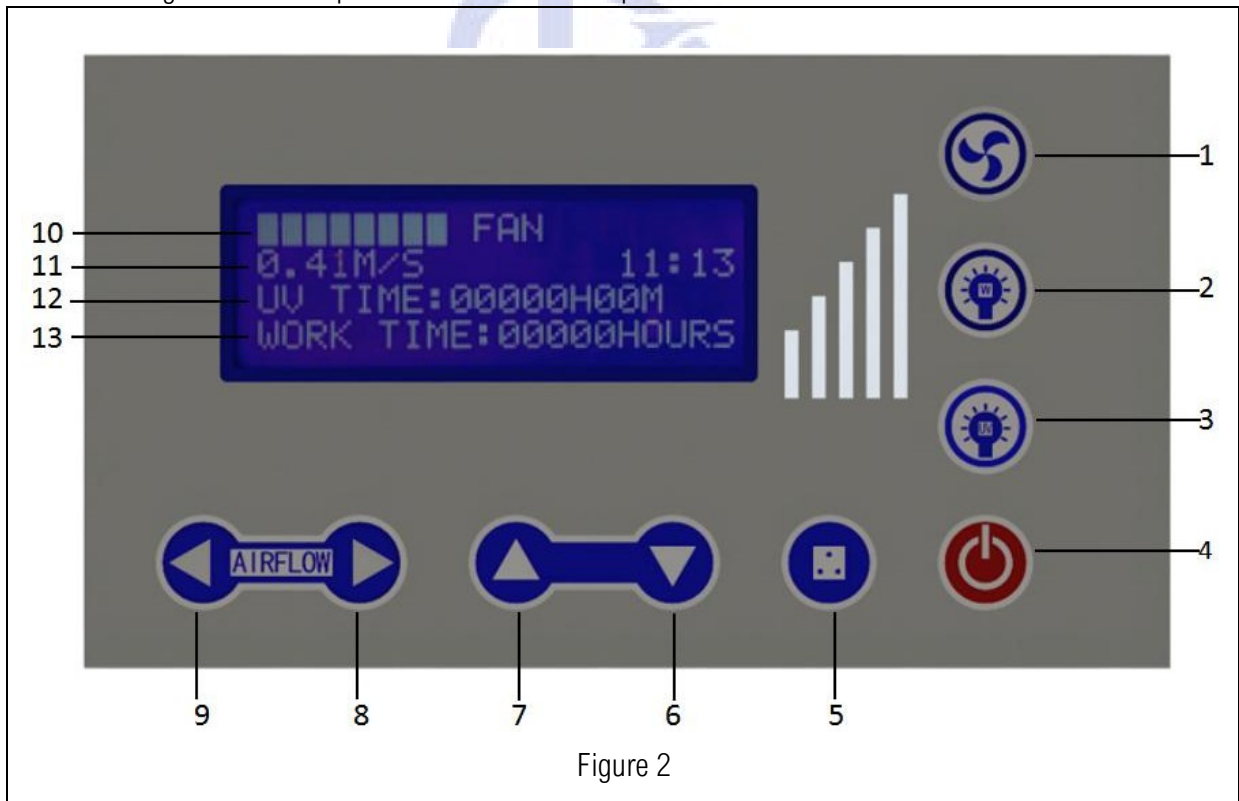 FAN
0.41M/S 11:13
UV TIME:00000H00M
WORK TIME:00000HOURS
W
UV
AIRFLOW
1
2
3
4
10
11
12
13
9 8 7 6 5
Figure 2